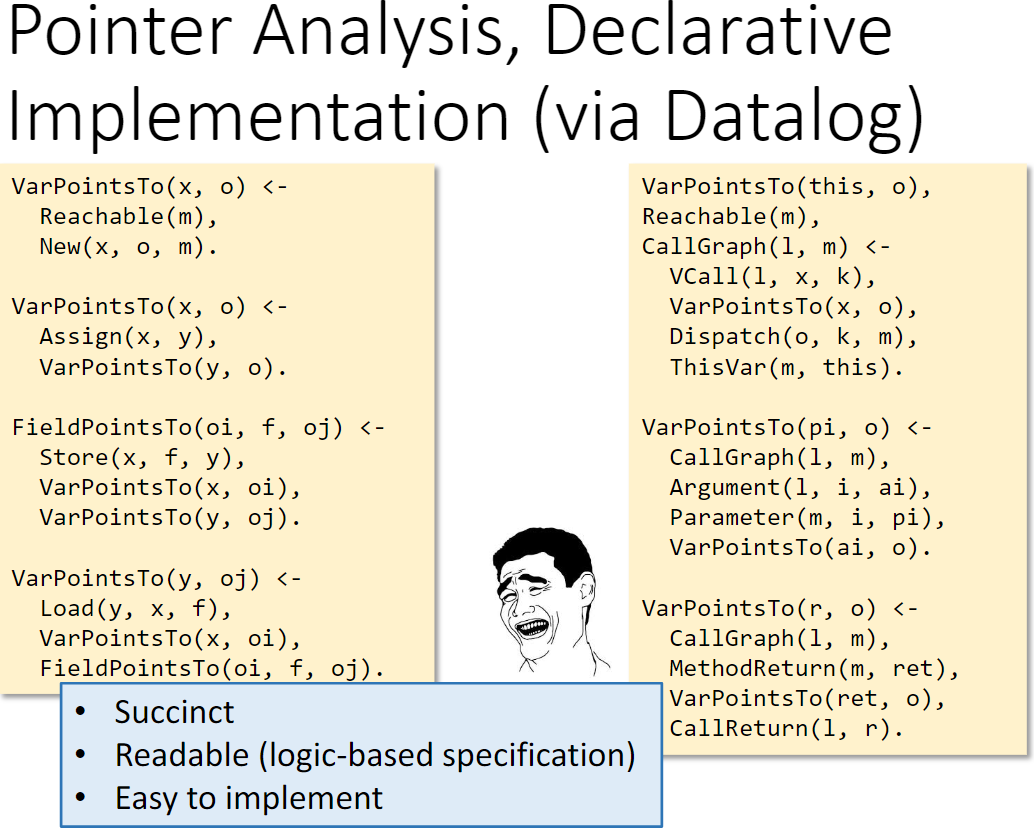 Pointer Analysis, Declarative
Implementation (via Datalog)
VarPointsTo(x, o) <-
  Reachable(m),
  New(x, o, m).
VarPointsTo(x, o) <-
  Assign(x, y),
  VarPointsTo(y, o).
FieldPointsTo(oi, f, oj) <-
  Store(x, f, y),
  VarPointsTo(x, oi),
  VarPointsTo(y, oj).
VarPointsTo(y, oj) <-
  Load(y, x, f),
  VarPointsTo(x, oi),
  FieldPointsTo(oi, f, oj).
VarPointsTo(this, o),
Reachable(m),
CallGraph(l, m) <-
  VCall(l, x, k),
  VarPointsTo(x, o),
  Dispatch(o, k, m),
  ThisVar(m, this).
VarPointsTo(pi, o) <-
  CallGraph(l, m),
  Argument(l, i, ai),
  Parameter(m, i, pi),
  VarPointsTo(ai, o).
VarPointsTo(r, o) <-
  CallGraph(l, m),
  MethodReturn(m, ret),
  VarPointsTo(ret, o),
  CallReturn(l, r).
• Succinct
• Readable (logic-based specification)
• Easy to implement